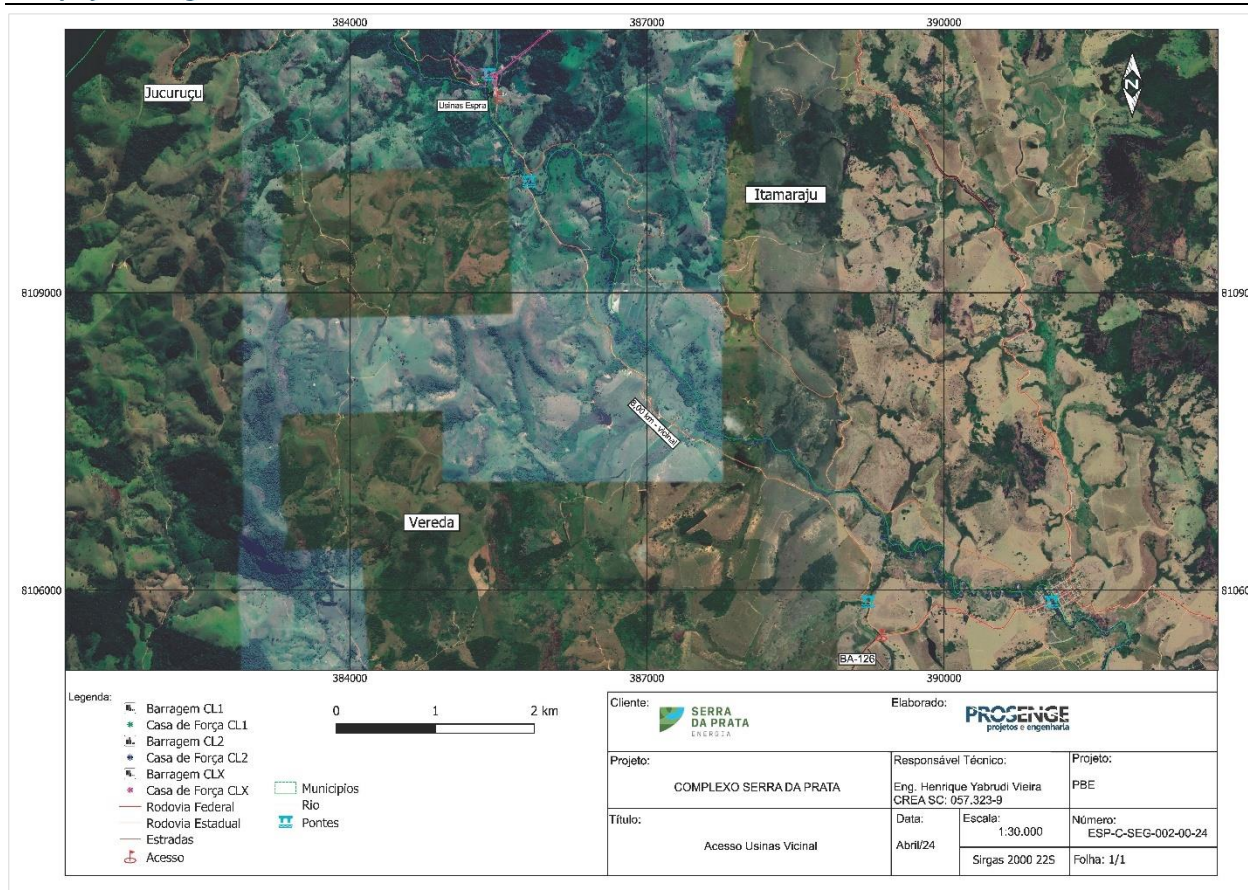 384000
387000
390000
Jucuruçu
N
Usinas Espra
Itamaraju
8109000
81090
8,00 km - vicinal
Vereda
8106000
81060
BA-126
384000
387000
390000
Legenda:
Barragem CL1
Casa de Força CL1
Barragem CL2
Casa de Força CL2
Barragem CLX
Casa de Força CLX
Rodovia Federal
Rodovia Estadual
Estradas
Acesso
Municipios
Rio
Pontes
0 1 2 km
Cliente:
SERRA
DA PRATA
ENERGIA
Elaborado:
PROSENGE
projetos e engenharia
Projeto:
COMPLEXO SERRA DA PRATA
Responsável Técnico:
Eng. Henrique Yabrudi Vieira
CREA SC: 057.323-9
Projeto:
PBE
Título:
Acesso Usinas Vicinal
Data:
Abril/24
Escala:
1:30.000
Sirgas 2000 22S
Número:
ESP-C-SEG-002-00-24
Folha: 1/1